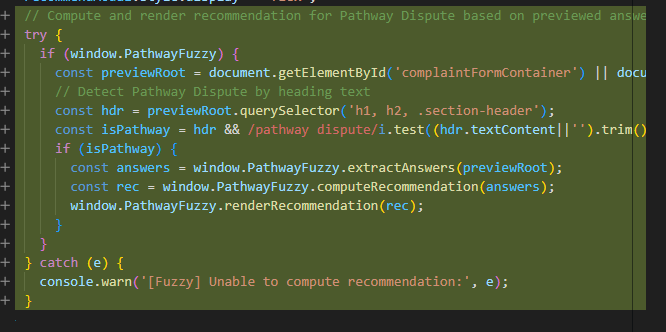 // Compute and render recommendation for Pathway Dispute based on previewed answe
+ try {
+ if (window.PathwayFuzzy) {
+ const previewRoot = document.getElementById('complaintFormContainer') || docu
+ // Detect Pathway Dispute by heading text
+ const hdr = previewRoot.querySelector('h1, h2, .section-header');
+ const isPathway = hdr && /pathway dispute/i.test((hdr.textContent||'').trim()
+ if (isPathway) {
+ const answers = window.PathwayFuzzy.extractAnswers(previewRoot);
+ const rec = window.PathwayFuzzy.computeRecommendation(answers);
+ window.PathwayFuzzy.renderRecommendation(rec);
+ }
+ }
+ } catch (e) {
+ console.warn('[Fuzzy] Unable to compute recommendation:', e);
+ }